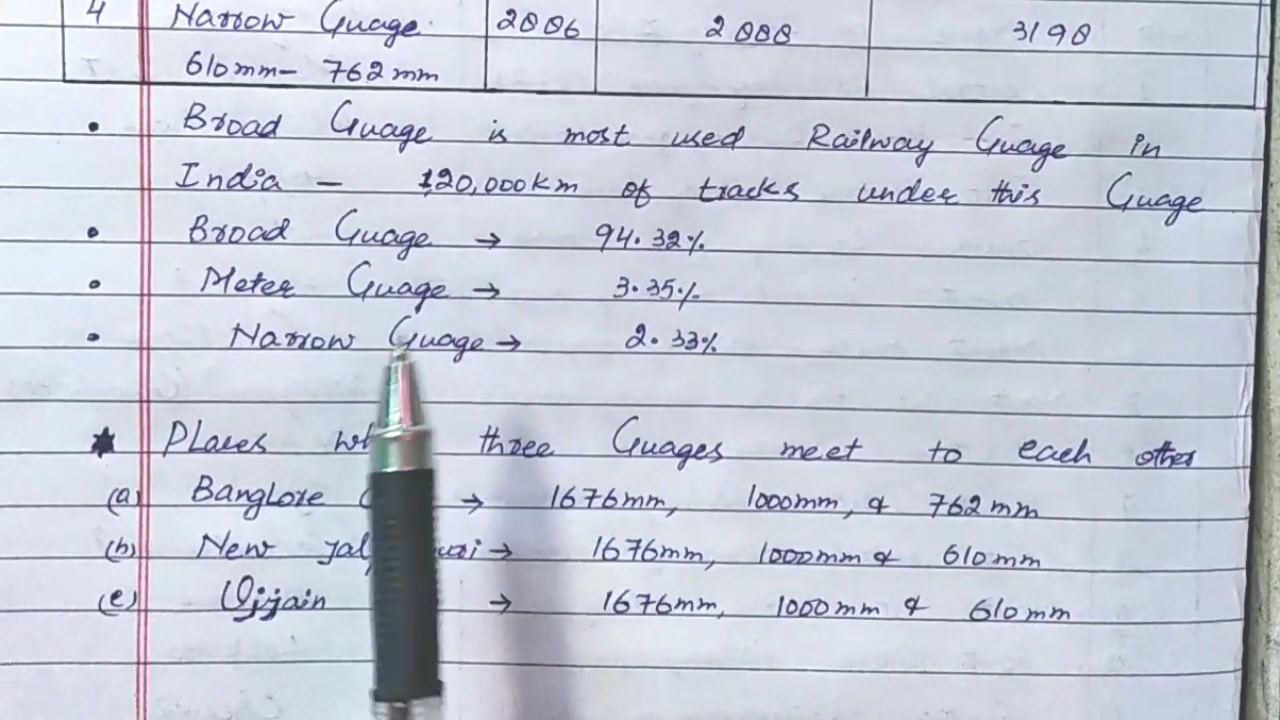 4 Narrow Guage 2006 2000 3190
610mm- 762mm
• Broad Guage is most used Railway Guage in
India - 120,000km of tracks under this Guage
• Broad Guage → 94.32%
• Meter Guage → 3.35%
• Narrow Guage → 2.33%
★ Places three Guages meet to each other
(a) Banglore → 1676mm, 1000mm, & 762mm
(b) New → 1676mm, 1000mm & 610mm
(c) Ujjain → 1676mm, 1000mm & 610mm